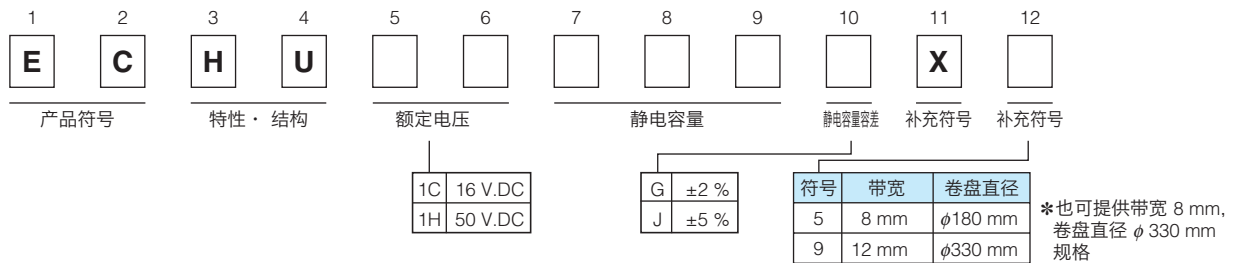 1 2 3 4 5 6 7 8 9 10 11 12
E C H U X
产品符号 特性・ 结构 额定电压 静电容量 静电容量容差 补充符号 补充符号
1C 16 V.DC
1H 50 V.DC
G ±2 %
J ±5 %
符号 带宽 卷盘直径
5 8 mm ϕ180 mm
9 12 mm ϕ330 mm
✻也可提供带宽 8 mm,
卷盘直径 ϕ 330 mm
规格